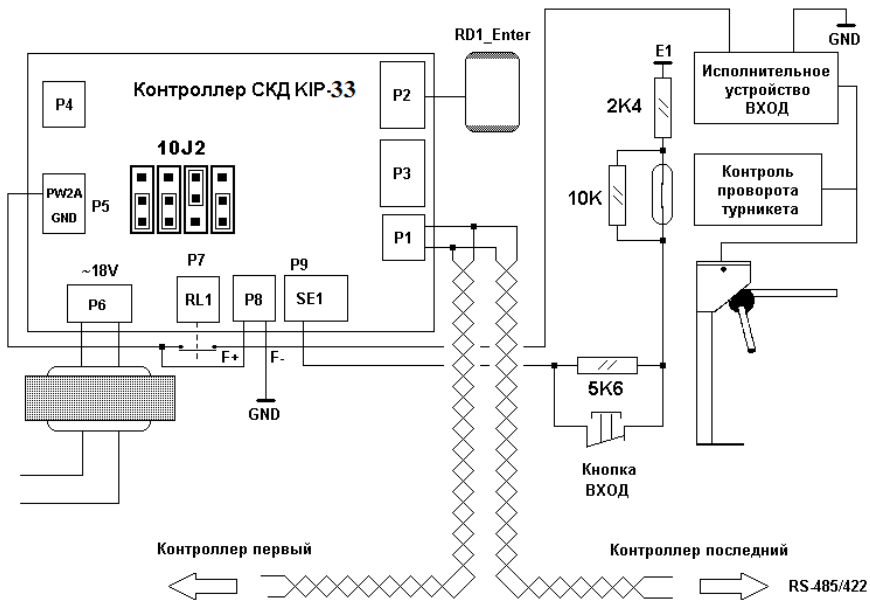 RD1_Enter
GND
E1
Контроллер СКД KIP-33
P4
P2
2K4
Исполнительное
устройство
ВХОД
10J2
P3
10K
Контроль
проворота
турникета
PW2A
GND
P5
P1
~18V
P7
P9
P6
RL1
P8
SE1
F+
F-
GND
5K6
Кнопка
ВХОД
Контроллер первый
Контроллер последний
RS-485/422